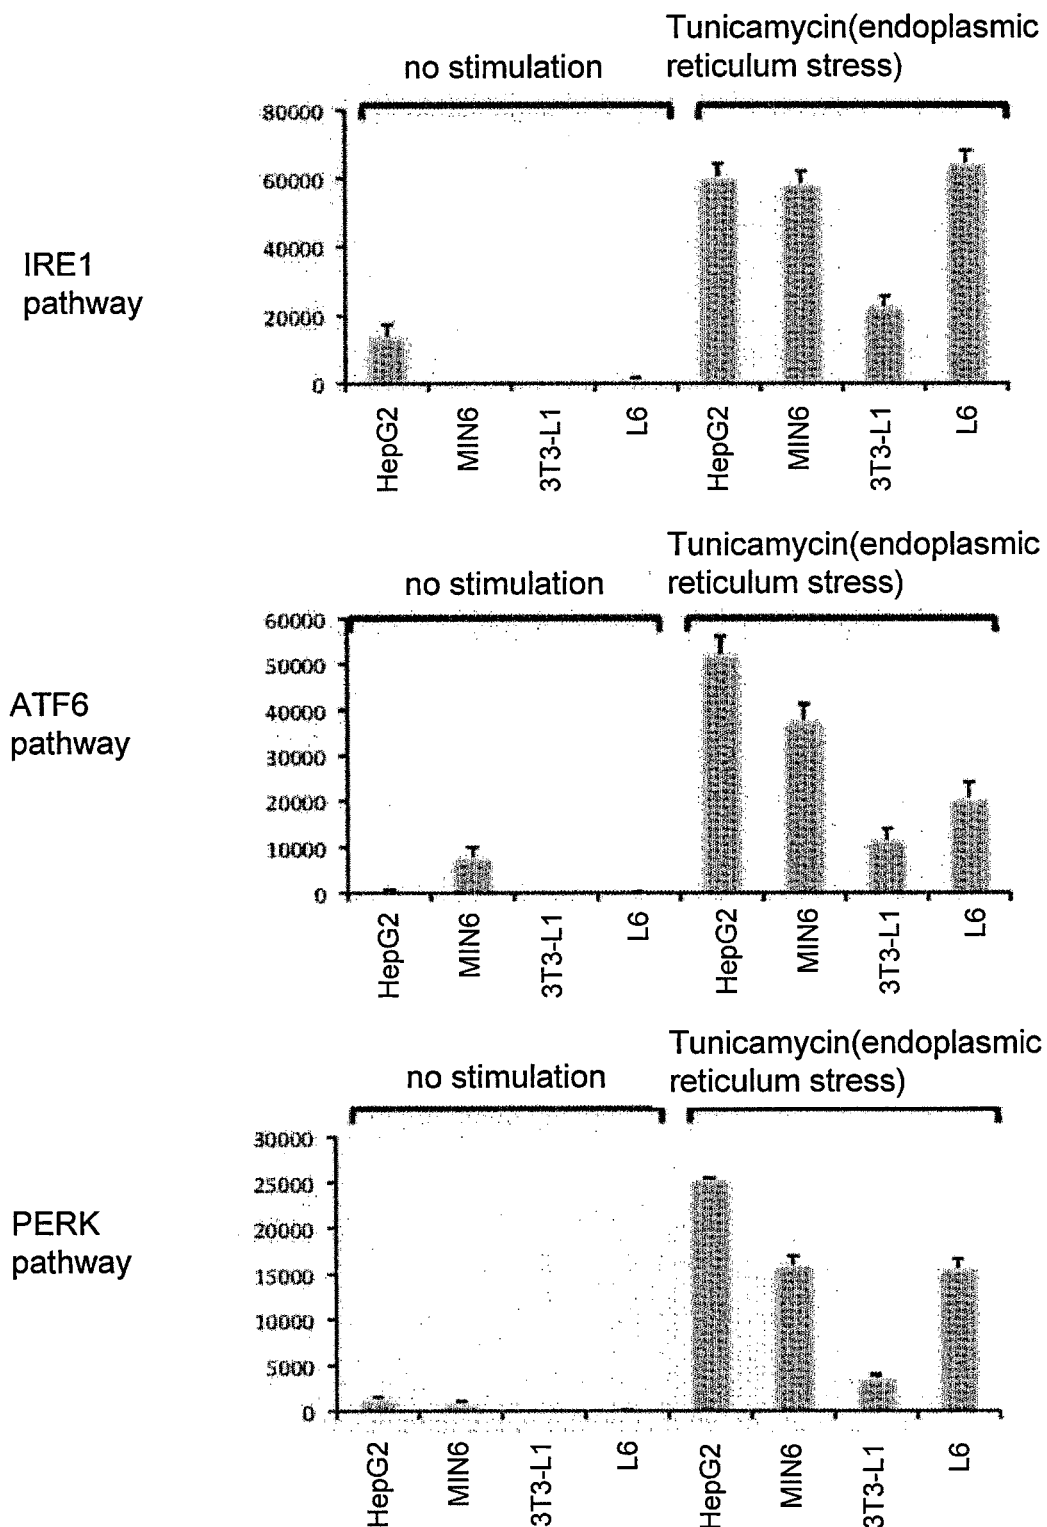 Tunicamycin(endoplasmic
no stimulation reticulum stress)
80000
60000
40000
20000
0
IRE1
pathway
HepG2 MIN6 3T3-L1 L6 HepG2 MIN6 3T3-L1 L6
Tunicamycin(endoplasmic
no stimulation reticulum stress)
60000
50000
40000
30000
20000
10000
0
ATF6
pathway
HepG2 MIN6 3T3-L1 L6 HepG2 MIN6 3T3-L1 L6
Tunicamycin(endoplasmic
no stimulation reticulum stress)
30000
25000
20000
15000
10000
5000
0
PERK
pathway
HepG2 MIN6 3T3-L1 L6 HepG2 MIN6 3T3-L1 L6